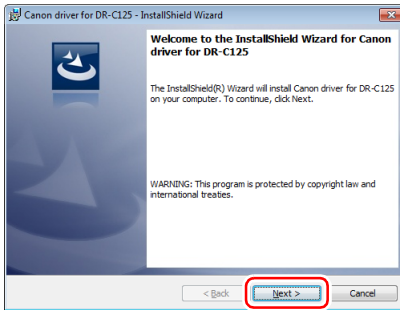 Canon driver for DR-C125 - InstallShield Wizard
Welcome to the InstallShield Wizard for Canon
driver for DR-C125
The InstallShield(R) Wizard will install Canon driver for DR-C125
on your computer. To continue, click Next.
WARNING: This program is protected by copyright law and
international treaties.
< Back
Next >
Cancel